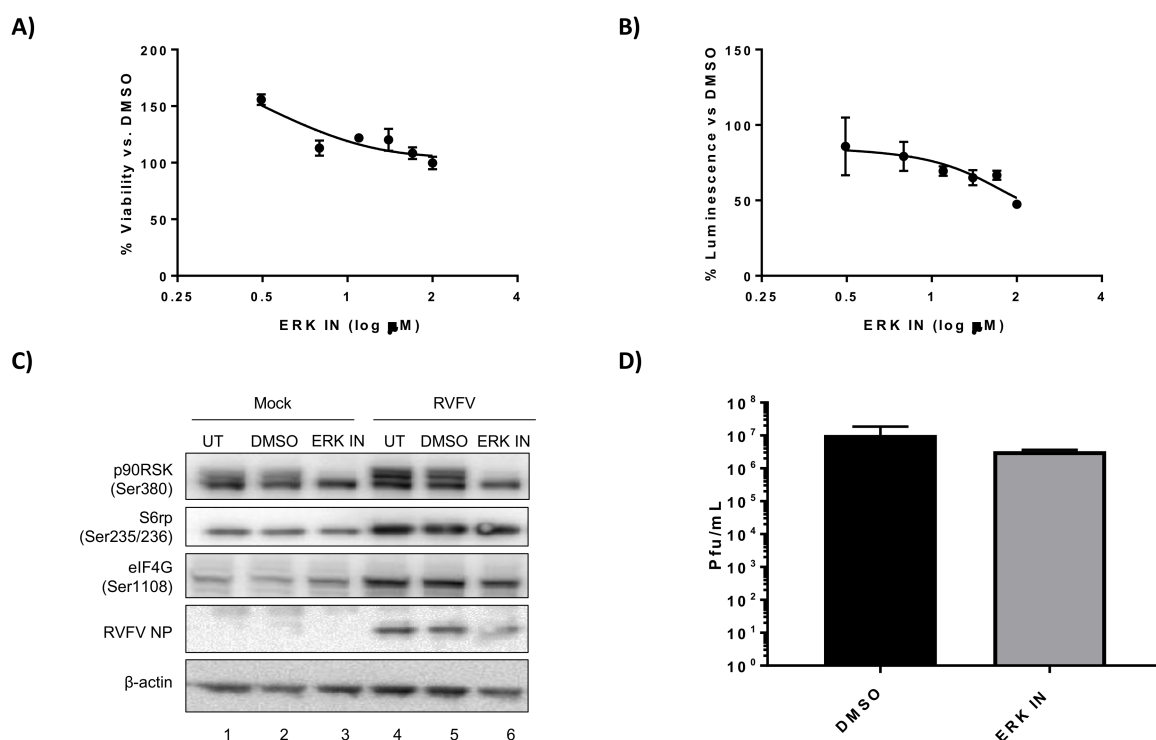 A)
200
150
100
50
0
% Viability vs. DMSO
0.25 0.5 1 2 4
ERK IN (log μM)
B)
150
100
50
0
% Luminescence vs DMSO
0.25 0.5 1 2 4
ERK IN (log μM)
C)
Mock RVFV
UT DMSO ERK IN UT DMSO ERK IN
p90RSK
(Ser380)
S6rp
(Ser235/236)
eIF4G
(Ser1108)
RVFV NP
β-actin
1 2 3 4 5 6
D)
10⁸
10⁷
10⁶
10⁵
10⁴
10³
10²
10¹
10⁰
Pfu/mL
DMSO
ERK IN